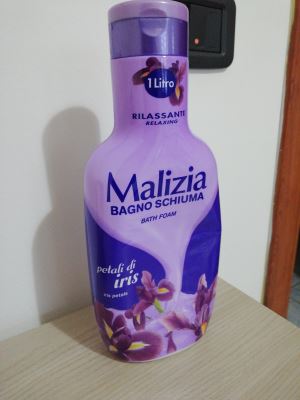 1 Litro
RILASSANTE
RELAXING
Malizia
BAGNO SCHIUMA
BATH FOAM
petali di
iris
iris petals